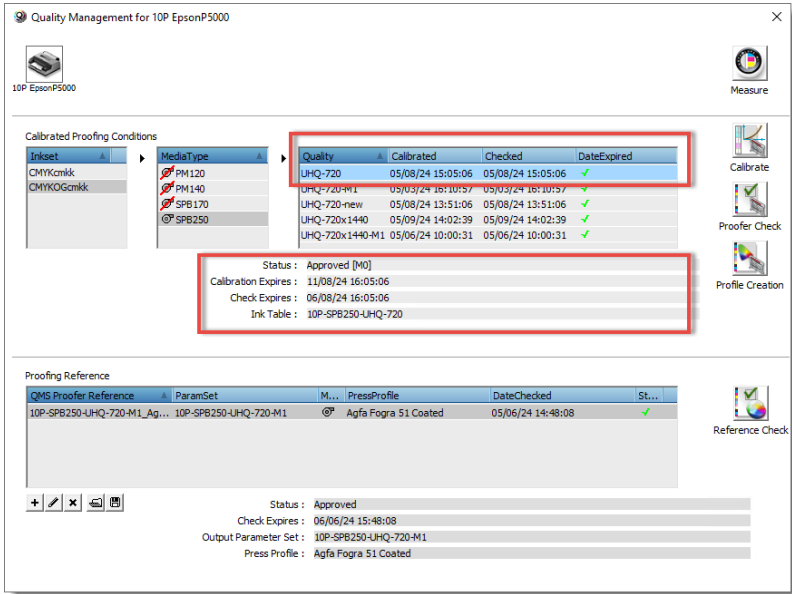 Quality Management for 10P EpsonP5000
10P EpsonP5000
Measure
Calibrated Proofing Conditions
Inkset MediaType Quality Calibrated Checked DateExpired
CMYKcmkk PM120 UHQ-720 05/08/24 15:05:06 05/08/24 15:05:06
CMYKOGcmkk PM140 UHQ-720-M1 05/03/24 16:10:57 05/03/24 16:10:57
SPB170 UHQ-720-new 05/08/24 13:51:06 05/08/24 13:51:06
SPB250 UHQ-720x1440 05/09/24 14:02:39 05/09/24 14:02:39
UHQ-720x1440-M1 05/06/24 10:00:31 05/06/24 10:00:31
Calibrate
Proofer Check
Profile Creation
Status : Approved [M0]
Calibration Expires : 11/08/24 16:05:06
Check Expires : 06/08/24 16:05:06
Ink Table : 10P-SPB250-UHQ-720
Proofing Reference
QMS Proofer Reference ParamSet M... PressProfile DateChecked St...
10P-SPB250-UHQ-720-M1_Ag... 10P-SPB250-UHQ-720-M1 Agfa Fogra 51 Coated 05/06/24 14:48:08
Reference Check
Status : Approved
Check Expires : 06/06/24 15:48:08
Output Parameter Set : 10P-SPB250-UHQ-720-M1
Press Profile : Agfa Fogra 51 Coated